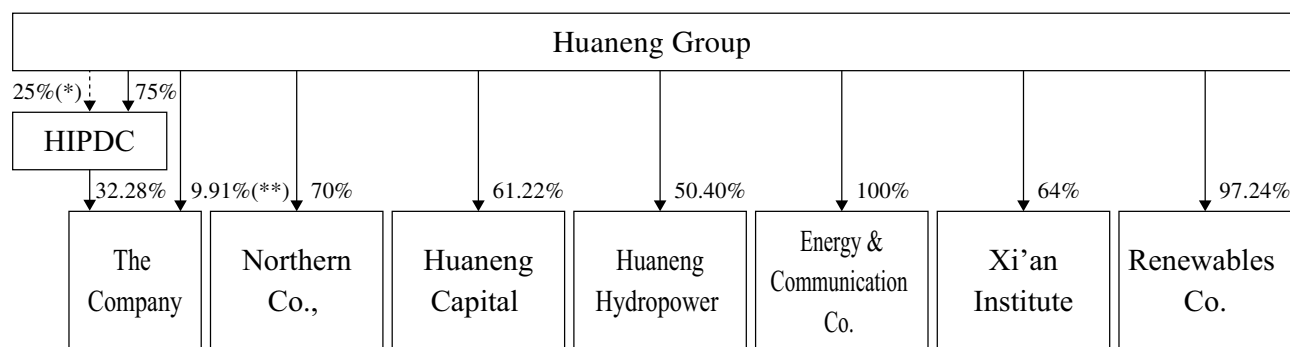 Huaneng Group
25%(*)
75%
HIPDC
32.28%
9.91%(**)
70%
61.22%
50.40%
100%
64%
97.24%
The
Company
Northern
Co.,
Huaneng
Capital
Huaneng
Hydropower
Energy &
Communication
Co.
Xi’an
Institute
Renewables
Co.